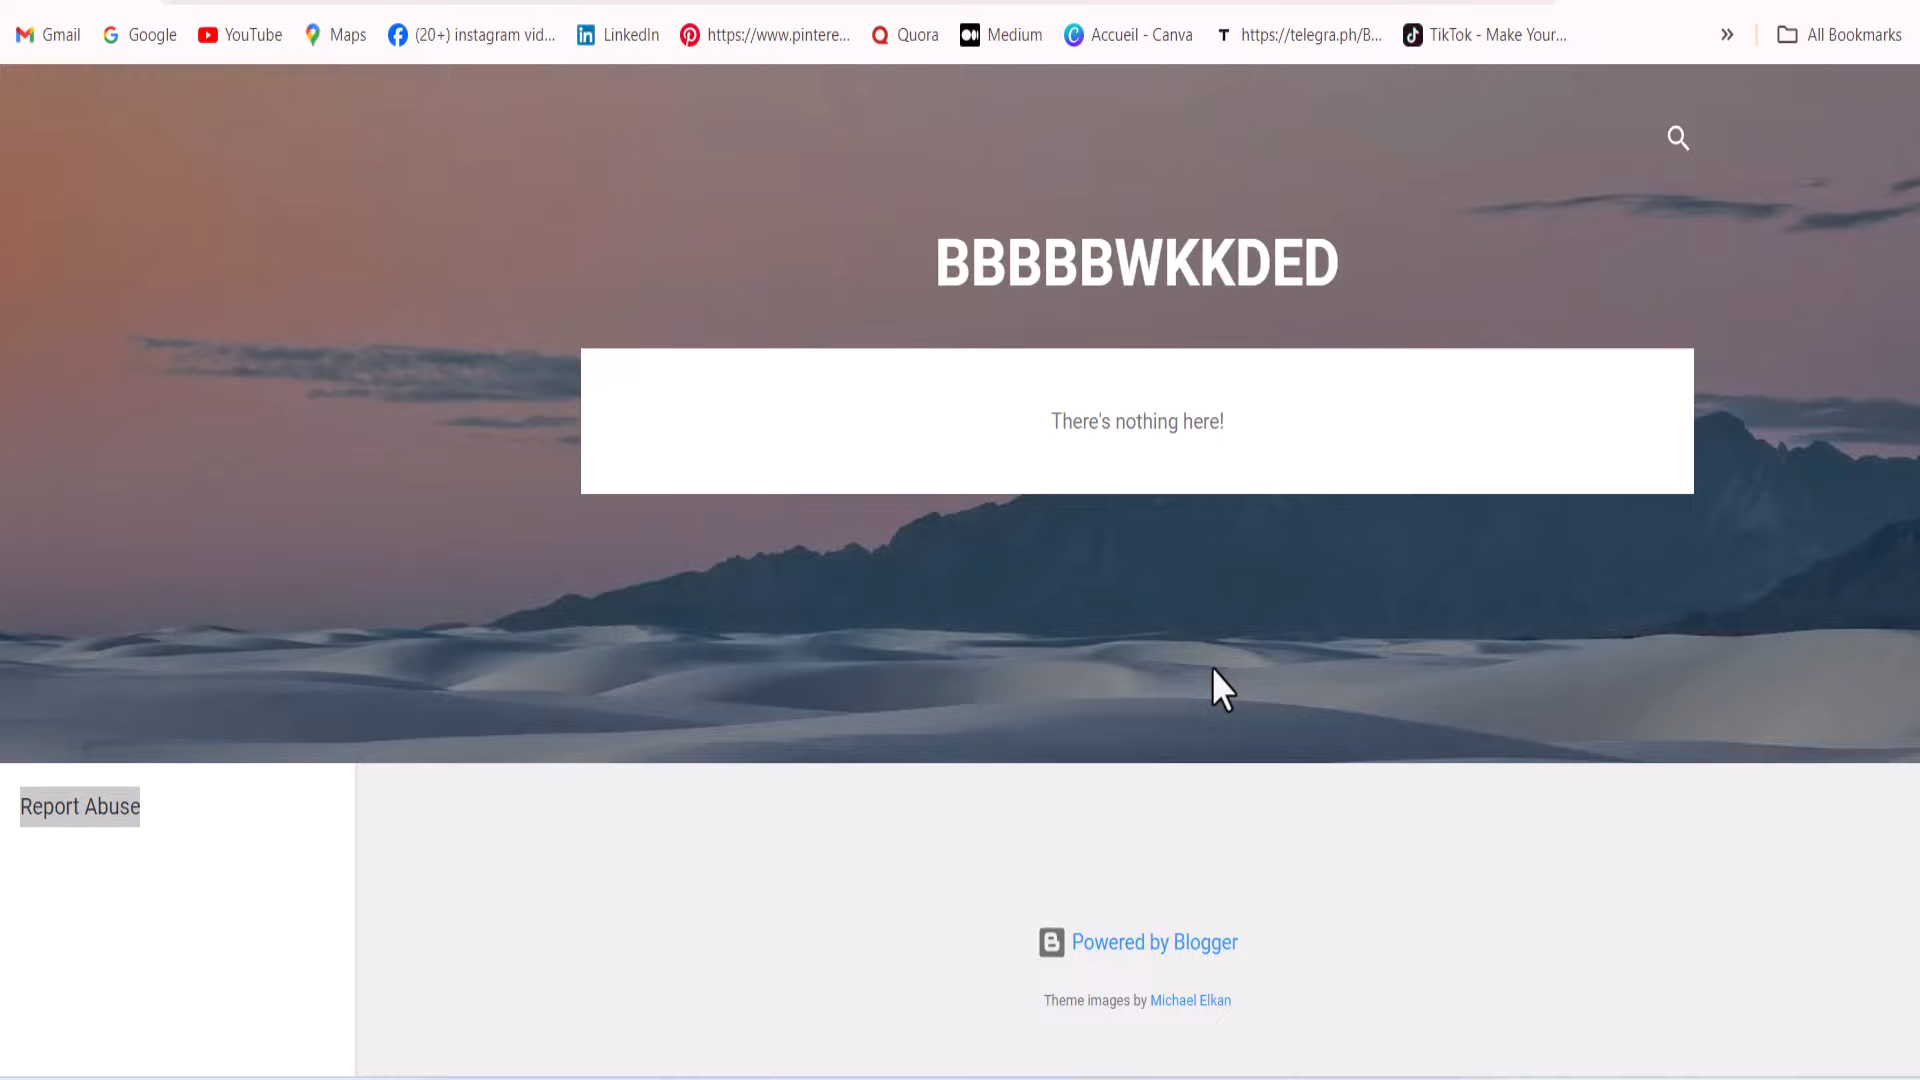 Gmail Google YouTube Maps (20+) instagram vid... LinkedIn https://www.pintere... Quora Medium Accueil - Canva T https://telegra.ph/B... TikTok - Make Your... » All Bookmarks
BBBBBWKKDED
There's nothing here!
Report Abuse
Powered by Blogger
Theme images by Michael Elkan